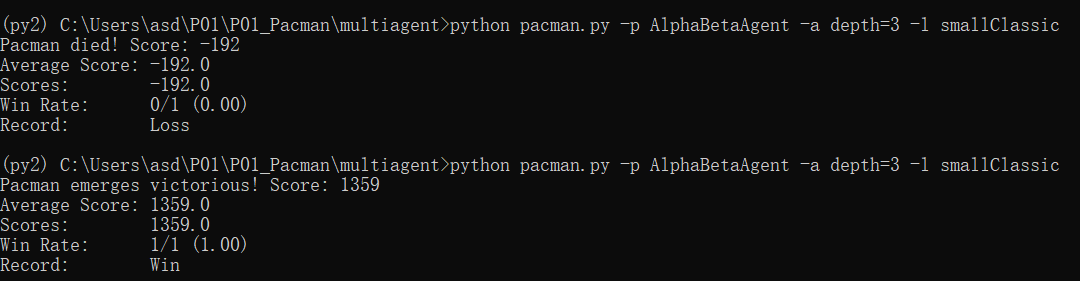 (py2) C:\Users\asd\P01\P01_Pacman\multiagent>python pacman.py -p AlphaBetaAgent -a depth=3 -l smallClassic
Pacman died! Score: -192
Average Score: -192.0
Scores:        -192.0
Win Rate:      0/1 (0.00)
Record:        Loss
(py2) C:\Users\asd\P01\P01_Pacman\multiagent>python pacman.py -p AlphaBetaAgent -a depth=3 -l smallClassic
Pacman emerges victorious! Score: 1359
Average Score: 1359.0
Scores:        1359.0
Win Rate:      1/1 (1.00)
Record:        Win